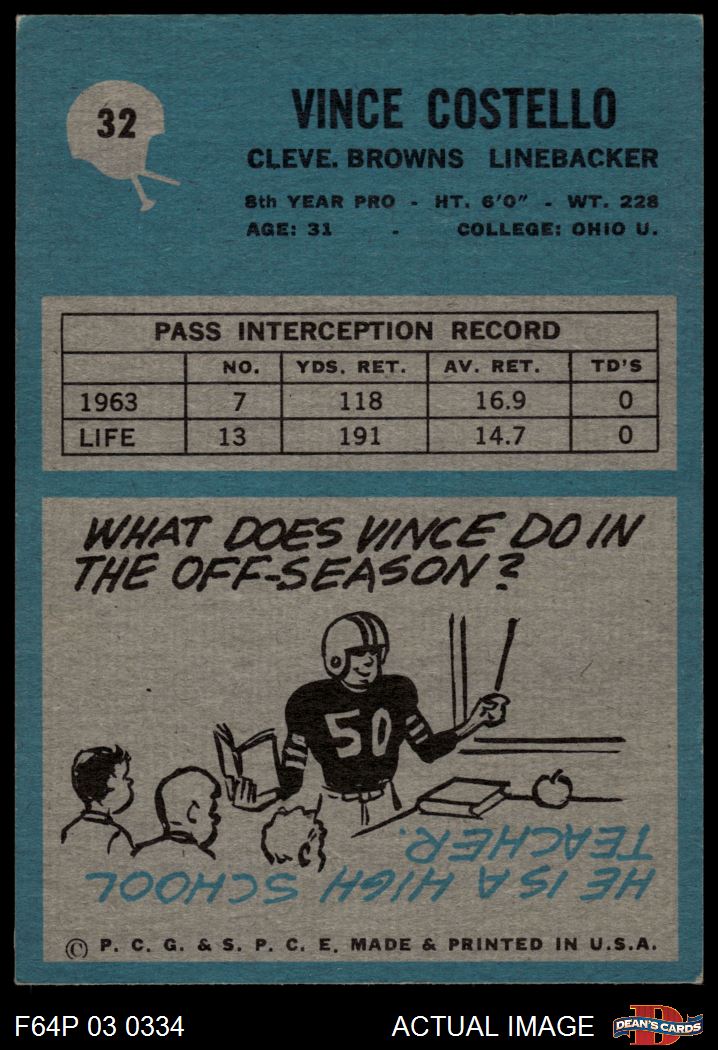 32
VINCE COSTELLO
CLEVE. BROWNS LINEBACKER
8th YEAR PRO - HT. 6'0" - WT. 228
AGE: 31 - COLLEGE: OHIO U.
PASS INTERCEPTION RECORD
NO. YDS. RET. AV. RET. TD'S
1963 7 118 16.9 0
LIFE 13 191 14.7 0
WHAT DOES VINCE DO IN
THE OFF-SEASON?
50
HE IS A HIGH SCHOOL
TEACHER.
© P. C. G. & S. P. C. E. MADE & PRINTED IN U.S.A.
F64P 03 0334 ACTUAL IMAGE D DEAN'S CARDS